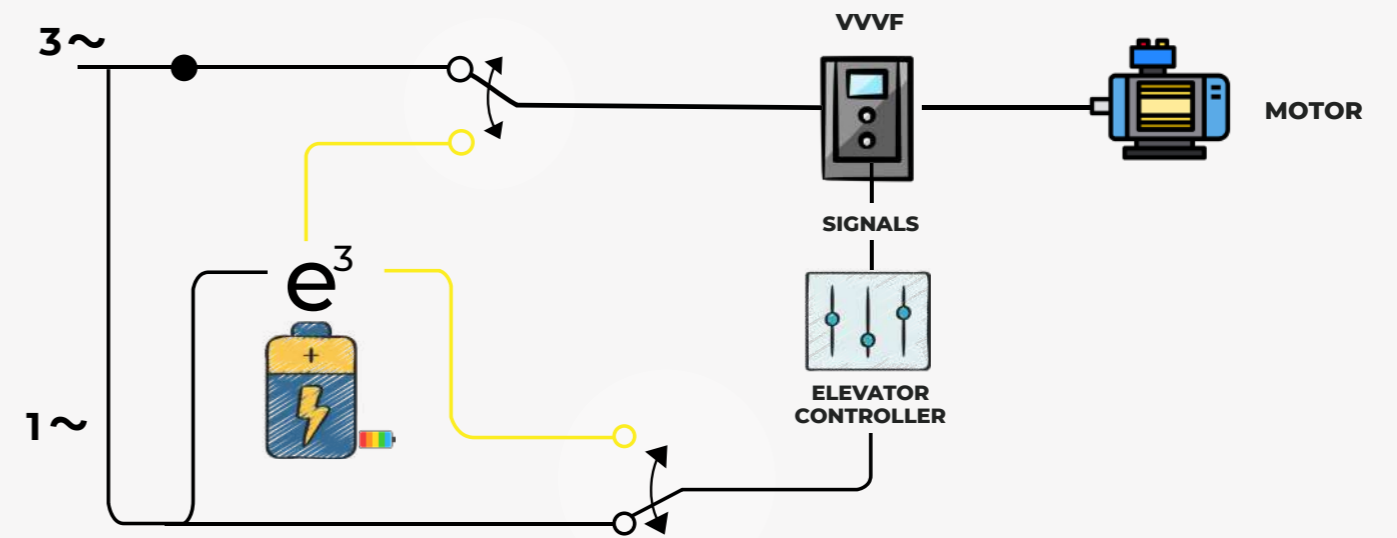 VVVF
3~
MOTOR
SIGNALS
e³
+
ELEVATOR
CONTROLLER
1~